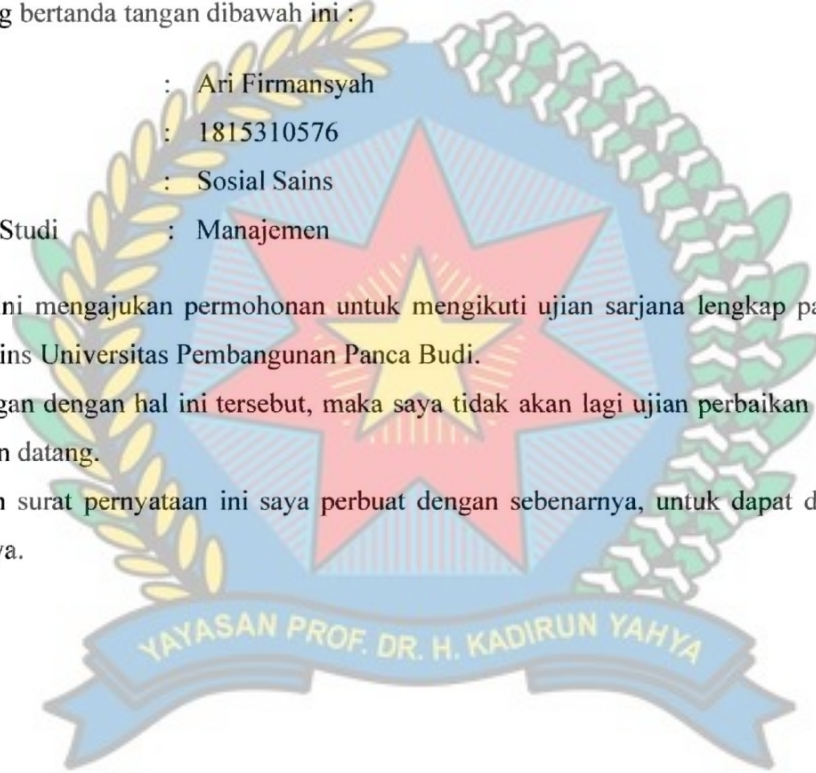 g bertanda tangan dibawah ini :
: Ari Firmansyah
: 1815310576
: Sosial Sains
Studi : Manajemen
ini mengajukan permohonan untuk mengikuti ujian sarjana lengkap pa
ins Universitas Pembangunan Panca Budi.
gan dengan hal ini tersebut, maka saya tidak akan lagi ujian perbaikan
n datang.
n surat pernyataan ini saya perbuat dengan sebenarnya, untuk dapat d
ya.
YAYASAN PROF. DR. H. KADIRUN YAHYA